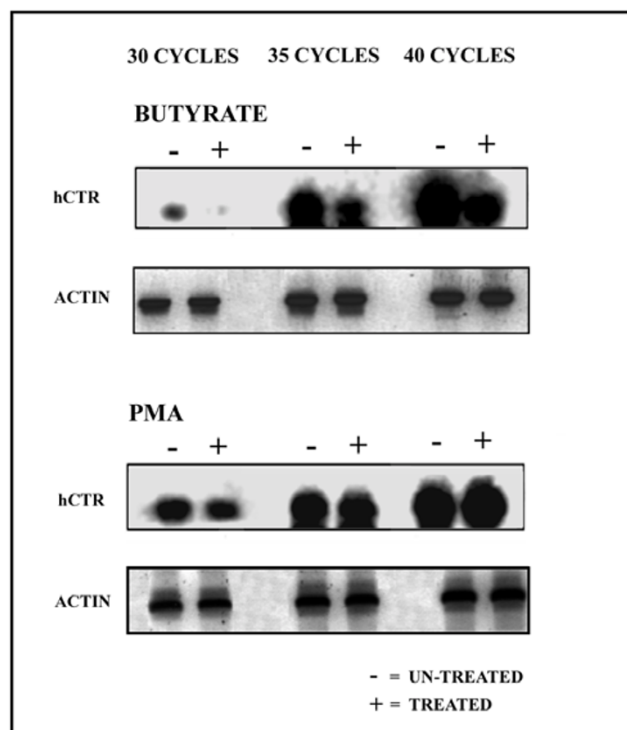 30 CYCLES 35 CYCLES 40 CYCLES
BUTYRATE
- + - + - +
hCTR
ACTIN
PMA
- + - + - +
hCTR
ACTIN
- = UN-TREATED
+ = TREATED